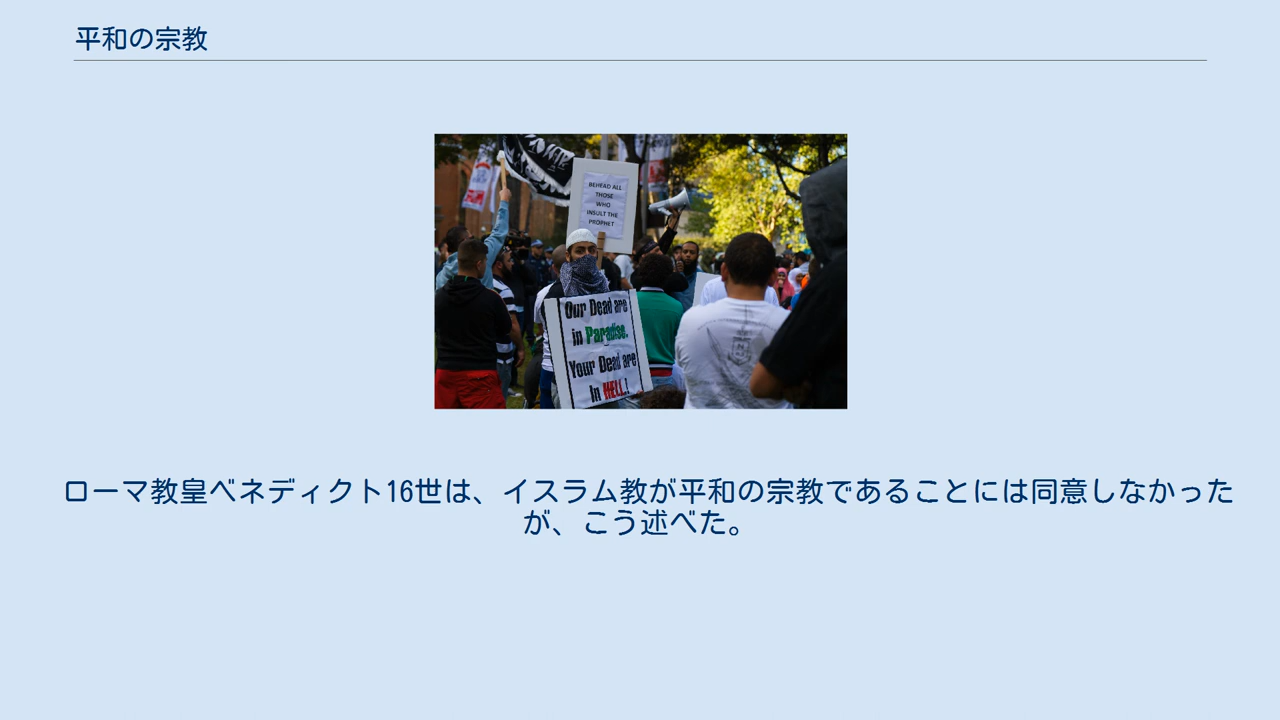 平和の宗教
BEHEAD ALL
THOSE
WHO
INSULT THE
PROPHET
Our Dead are
in Paradise.
Your Dead are
In HELL!
ローマ教皇ベネディクト16世は、イスラム教が平和の宗教であることには同意しなかった
が、こう述べた。